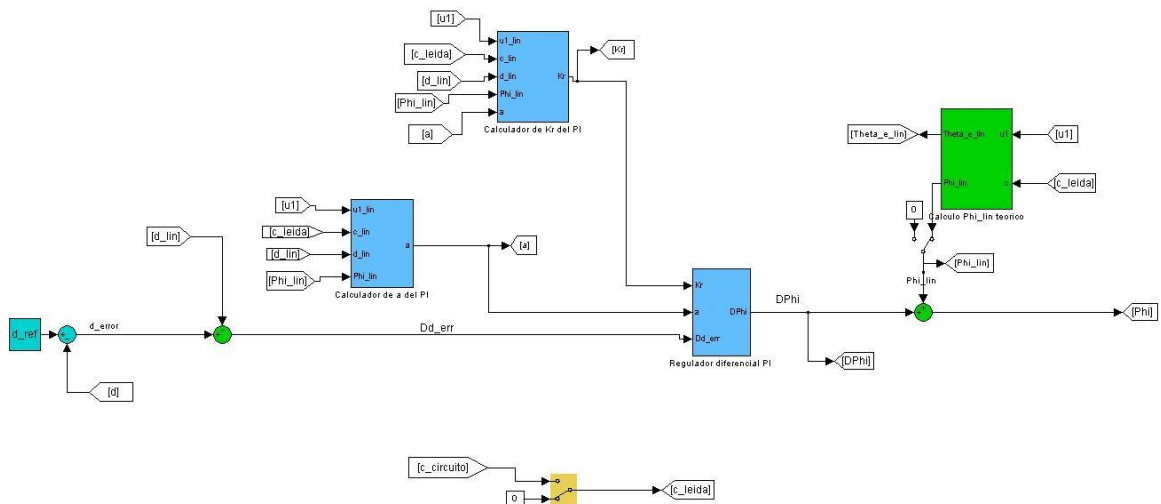 [u1]
[c_leida]
[d_lin]
[Phi_lin]
[a]
u1_lin
c_lin
d_lin
Phi_lin
a
Kr
Calculador de Kr del PI
[Kr]
[Theta_e_lin]
Theta_e_lin
u1
Phi_lin
c
[u1]
[c_leida]
Calculo Phi_lin teorico
0
[Phi_lin]
Phi_lin
[u1]
[c_leida]
[d_lin]
[Phi_lin]
u1_lin
c_lin
d_lin
Phi_lin
a
Calculador de a del PI
[a]
[d_lin]
d_ref
d_error
[d]
Dd_err
Kr
a
Dd_err
DPhi
Regulador diferencial PI
DPhi
[DPhi]
[Phi]
[c_circuito]
0
[c_leida]